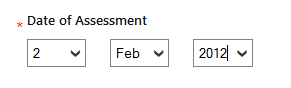 * Date of Assessment
2 Feb 2012